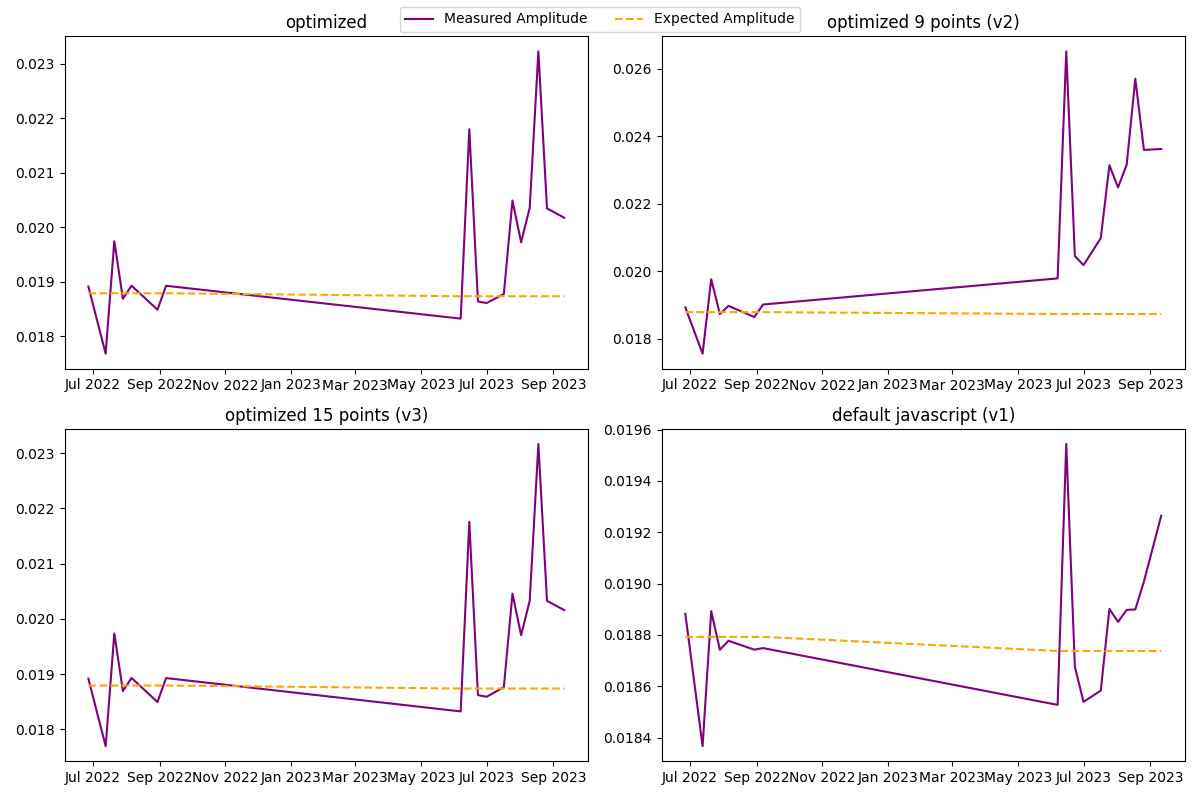 Measured Amplitude Expected Amplitude
optimized
0.023
0.022
0.021
0.020
0.019
0.018
Jul 2022 Sep 2022 Nov 2022 Jan 2023 Mar 2023 May 2023 Jul 2023 Sep 2023
optimized 9 points (v2)
0.026
0.024
0.022
0.020
0.018
Jul 2022 Sep 2022 Nov 2022 Jan 2023 Mar 2023 May 2023 Jul 2023 Sep 2023
optimized 15 points (v3)
0.023
0.022
0.021
0.020
0.019
0.018
Jul 2022 Sep 2022 Nov 2022 Jan 2023 Mar 2023 May 2023 Jul 2023 Sep 2023
default javascript (v1)
0.0196
0.0194
0.0192
0.0190
0.0188
0.0186
0.0184
Jul 2022 Sep 2022 Nov 2022 Jan 2023 Mar 2023 May 2023 Jul 2023 Sep 2023